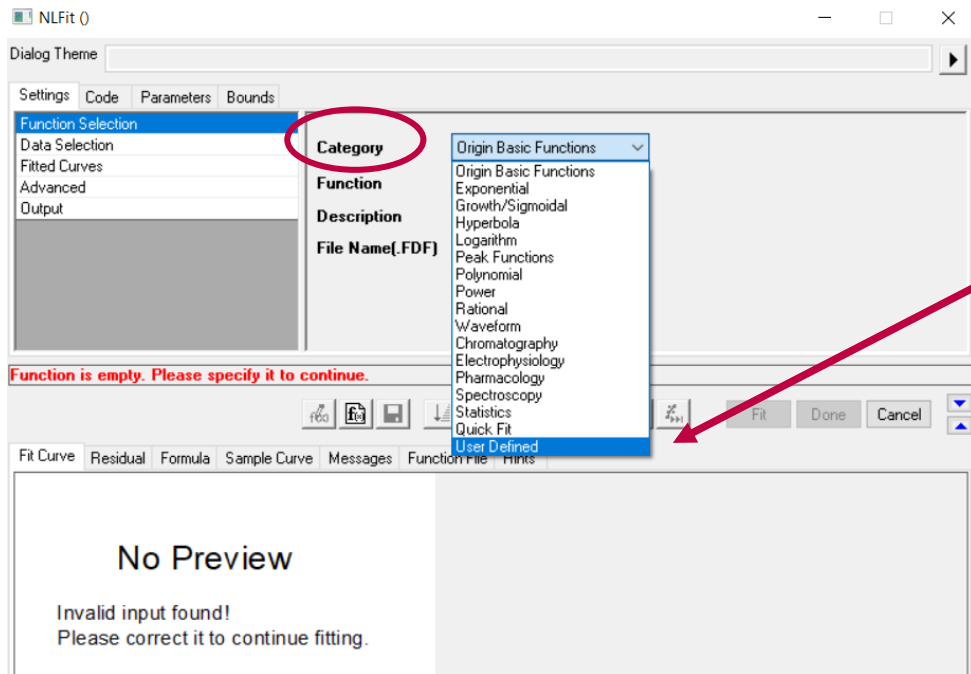 NLFit ()
Dialog Theme
Settings Code Parameters Bounds
Function Selection
Data Selection
Fitted Curves
Advanced
Output
Category Origin Basic Functions
Function
Description
File Name(.FDF)
Origin Basic Functions
Exponential
Growth/Sigmoidal
Hyperbola
Logarithm
Peak Functions
Polynomial
Power
Rational
Waveform
Chromatography
Electrophysiology
Pharmacology
Spectroscopy
Statistics
Quick Fit
User Defined
Function is empty. Please specify it to continue.
Fit Done Cancel
Fit Curve Residual Formula Sample Curve Messages Function File Hints
No Preview
Invalid input found!
Please correct it to continue fitting.